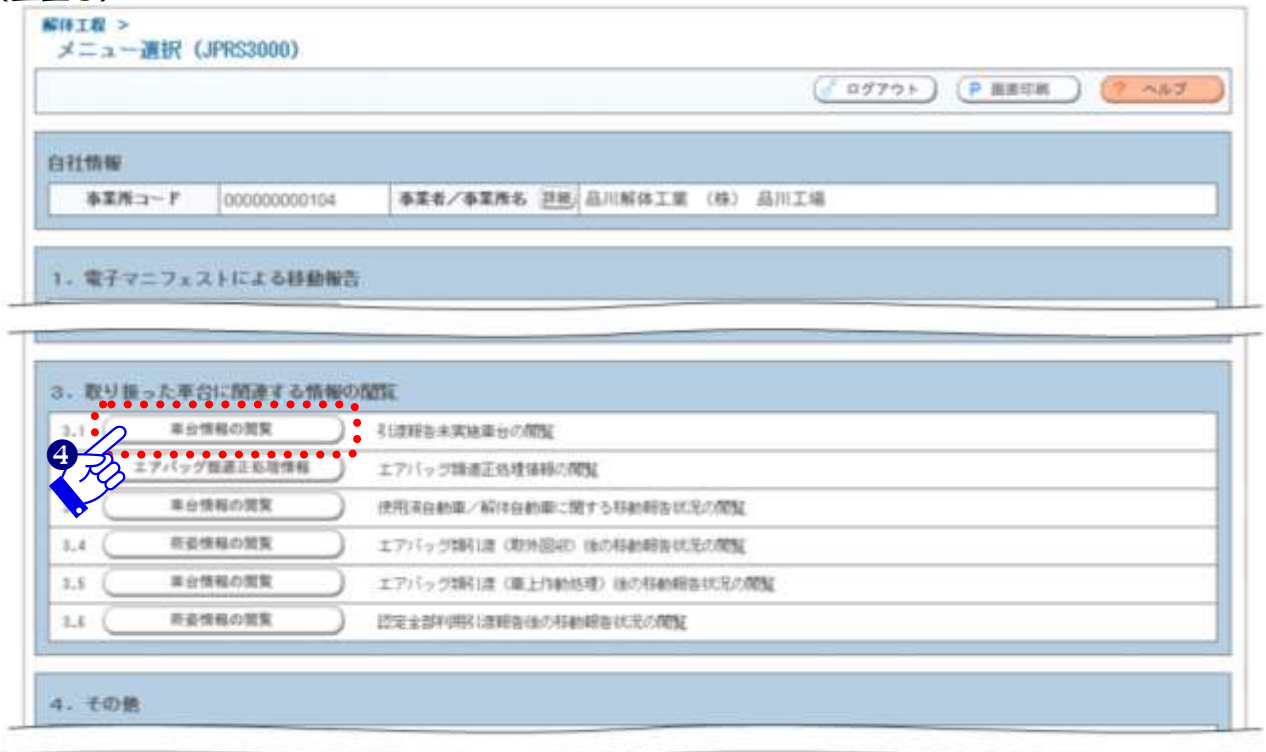 解体工程 >
メニュー選択 (JPRS3000)
ログアウト P 画面印刷 ? ヘルプ
自社情報
事業所コード 000000000104 事業者／事業所名 詳細 品川解体工業 （株） 品川工場
1．電子マニフェストによる移動報告
3．取り扱った車台に関連する情報の閲覧
3.1 車台情報の閲覧 引渡報告未実施車台の閲覧
4
エアバッグ類適正処理情報 エアバッグ類適正処理情報の閲覧
車台情報の閲覧 使用済自動車／解体自動車に関する移動報告状況の閲覧
3.4 荷姿情報の閲覧 エアバッグ類引渡（取外回収）後の移動報告状況の閲覧
3.5 車台情報の閲覧 エアバッグ類引渡（車上作動処理）後の移動報告状況の閲覧
3.6 荷姿情報の閲覧 認定全部利用引渡報告後の移動報告状況の閲覧
4．その他